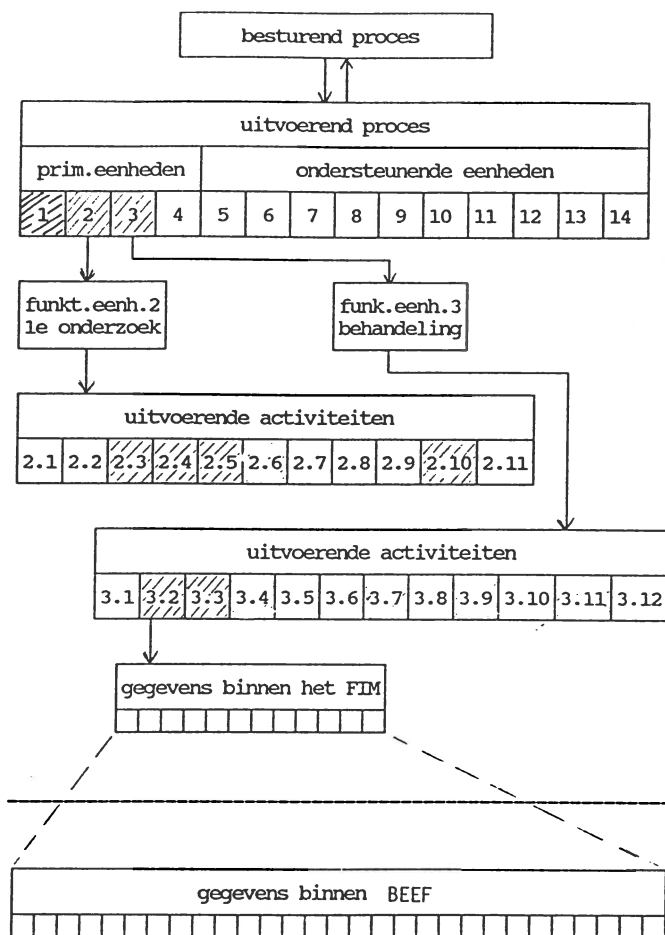 besturend proces
uitvoerend proces
prim.eenheden ondersteunende eenheden
1 2 3 4 5 6 7 8 9 10 11 12 13 14
funkt.eenh.2
1e onderzoek
funk.eenh.3
behandeling
uitvoerende activiteiten
2.1 2.2 2.3 2.4 2.5 2.6 2.7 2.8 2.9 2.10 2.11
uitvoerende activiteiten
3.1 3.2 3.3 3.4 3.5 3.6 3.7 3.8 3.9 3.10 3.11 3.12
gegevens binnen het FIM
gegevens binnen BEEF